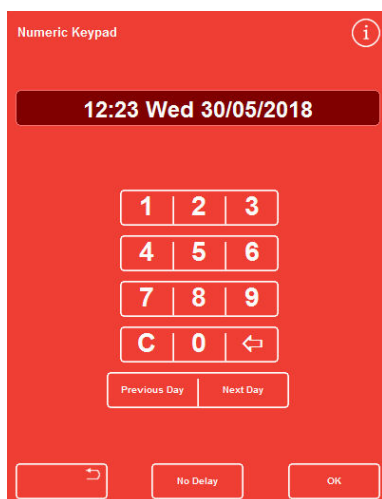 Numeric Keypad i
12:23 Wed 30/05/2018
1 2 3
4 5 6
7 8 9
C 0
Previous Day Next Day
No Delay OK